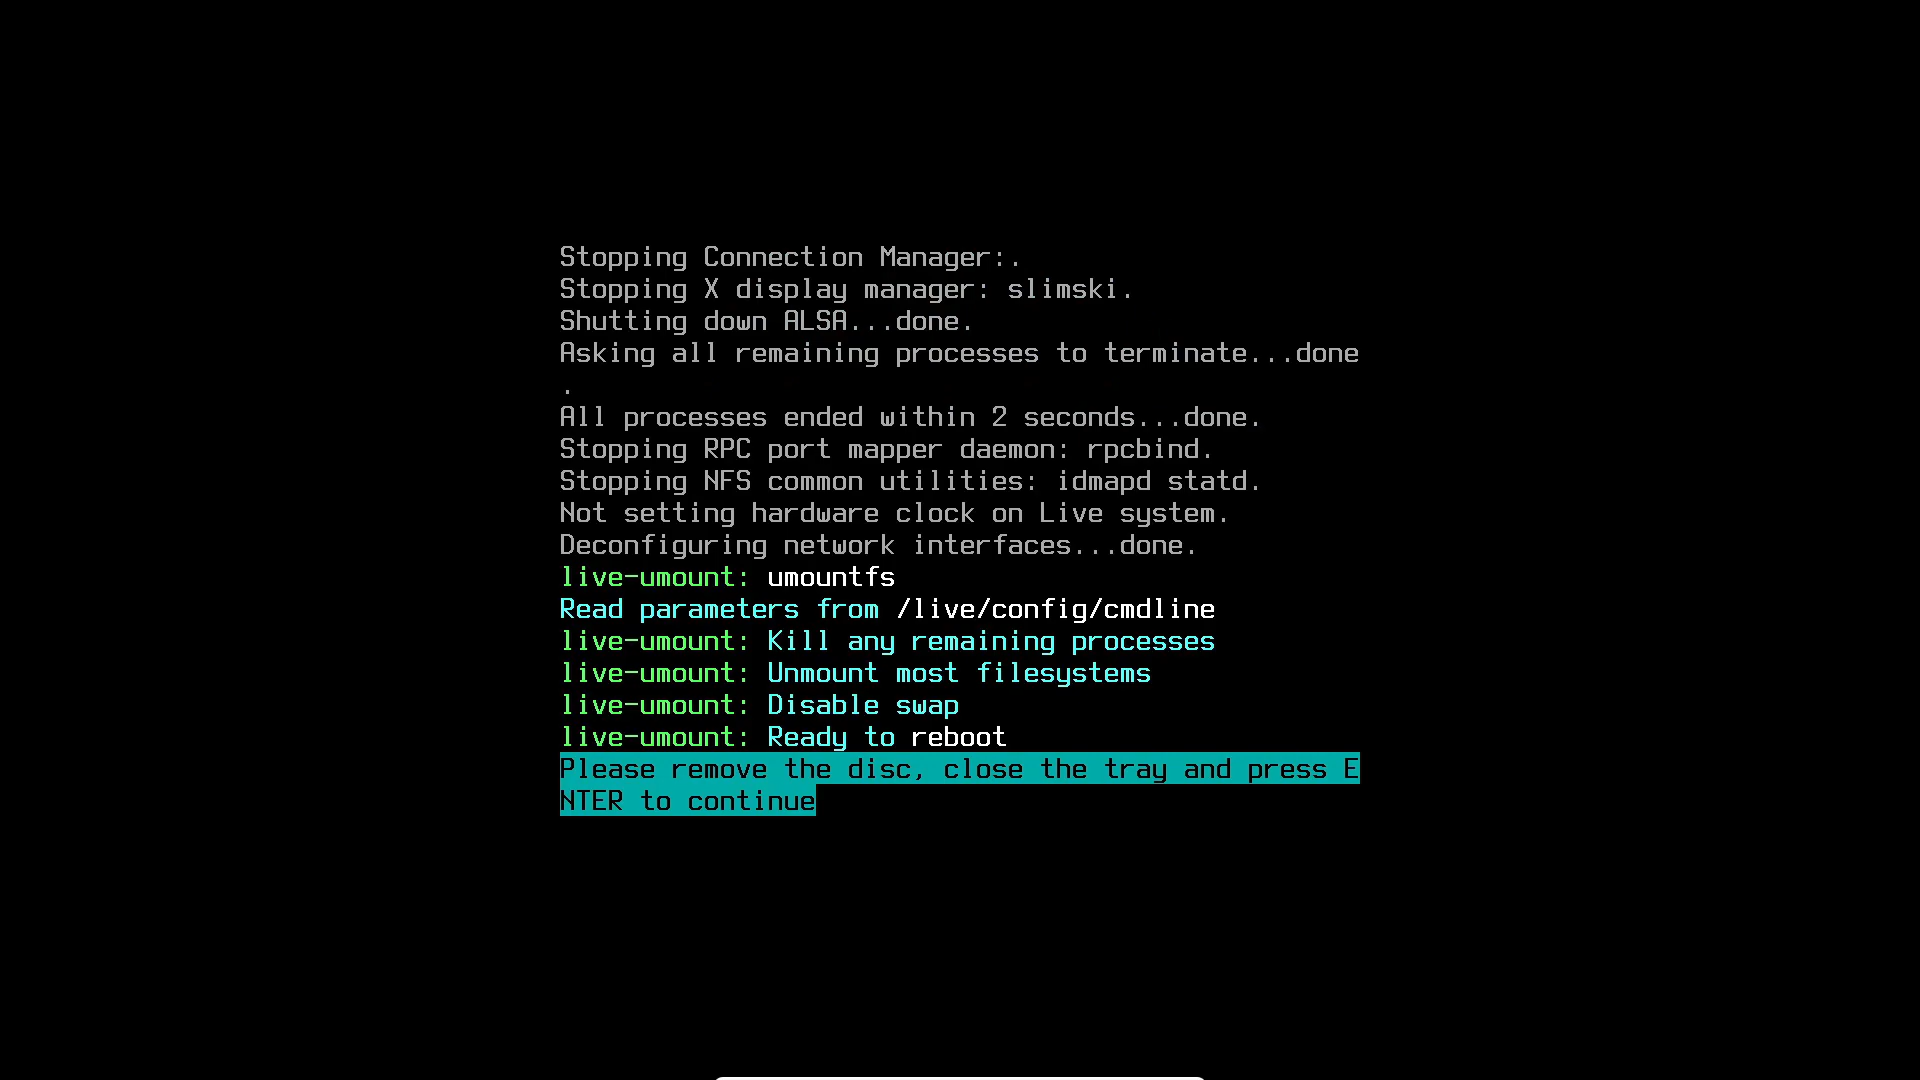 Stopping Connection Manager:.
Stopping X display manager: slimski.
Shutting down ALSA...done.
Asking all remaining processes to terminate...done
.
All processes ended within 2 seconds...done.
Stopping RPC port mapper daemon: rpcbind.
Stopping NFS common utilities: idmapd statd.
Not setting hardware clock on Live system.
Deconfiguring network interfaces...done.
live-umount: umountfs
Read parameters from /live/config/cmdline
live-umount: Kill any remaining processes
live-umount: Unmount most filesystems
live-umount: Disable swap
live-umount: Ready to reboot
Please remove the disc, close the tray and press E
NTER to continue